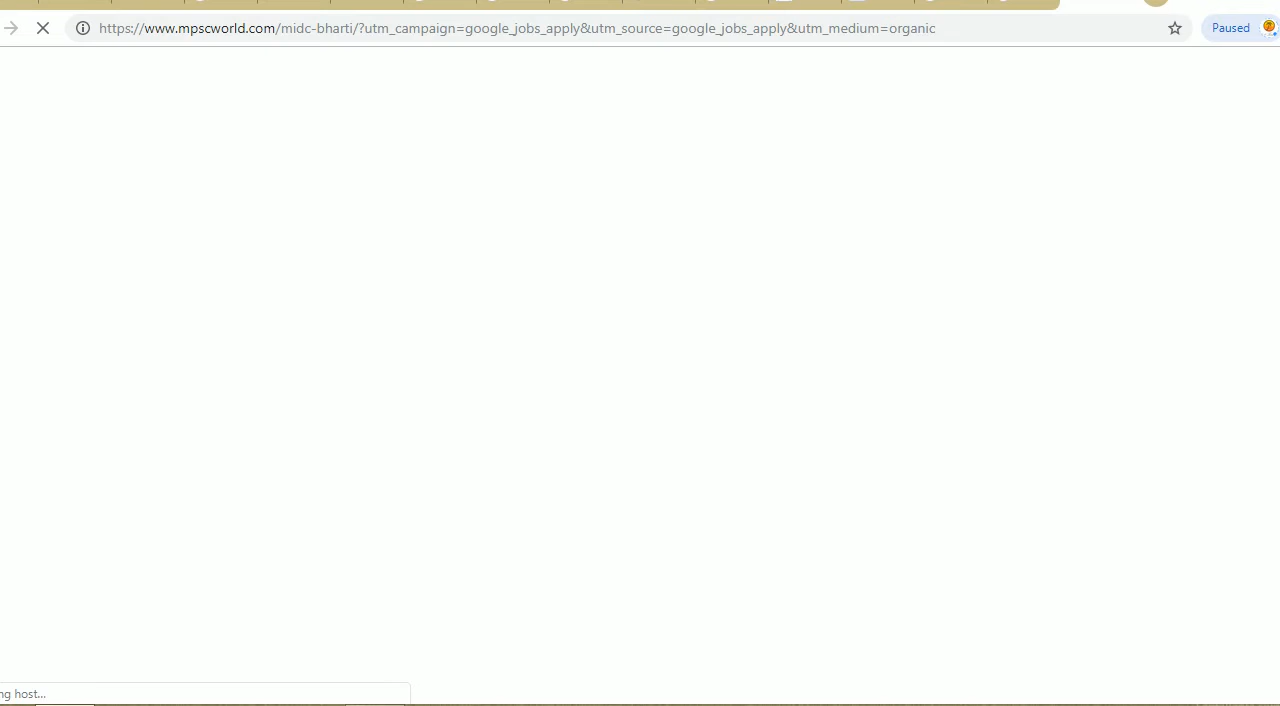 https://www.mpscworld.com/midc-bharti/?utm_campaign=google_jobs_apply&utm_source=google_jobs_apply&utm_medium=organic
Paused
ng host...